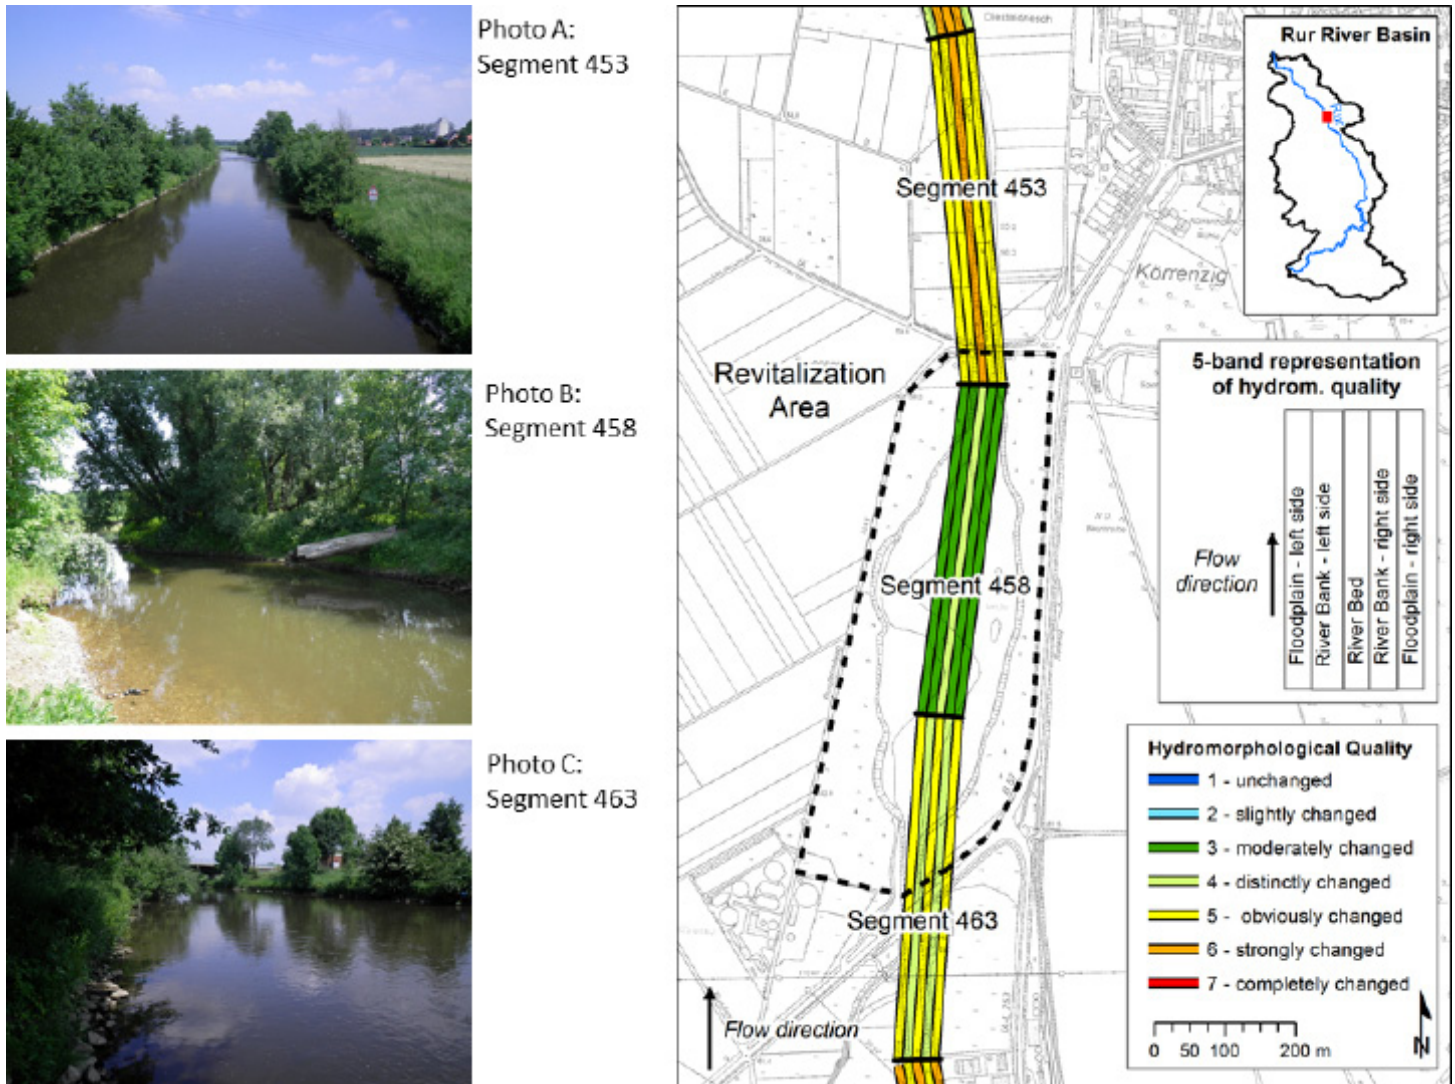 Photo A:
Segment 453
Photo B:
Segment 458
Photo C:
Segment 463
Segment 453
Korrenzig
Revitalization
Area
Segment 458
Segment 463
Flow direction
Rur River Basin
5-band representation
of hydrom. quality
Flow
direction
Floodplain - left side
River Bank - left side
River Bed
River Bank - right side
Floodplain - right side
Hydromorphological Quality
1 - unchanged
2 - slightly changed
3 - moderately changed
4 - distinctly changed
5 - obviously changed
6 - strongly changed
7 - completely changed
0 50 100 200 m
N